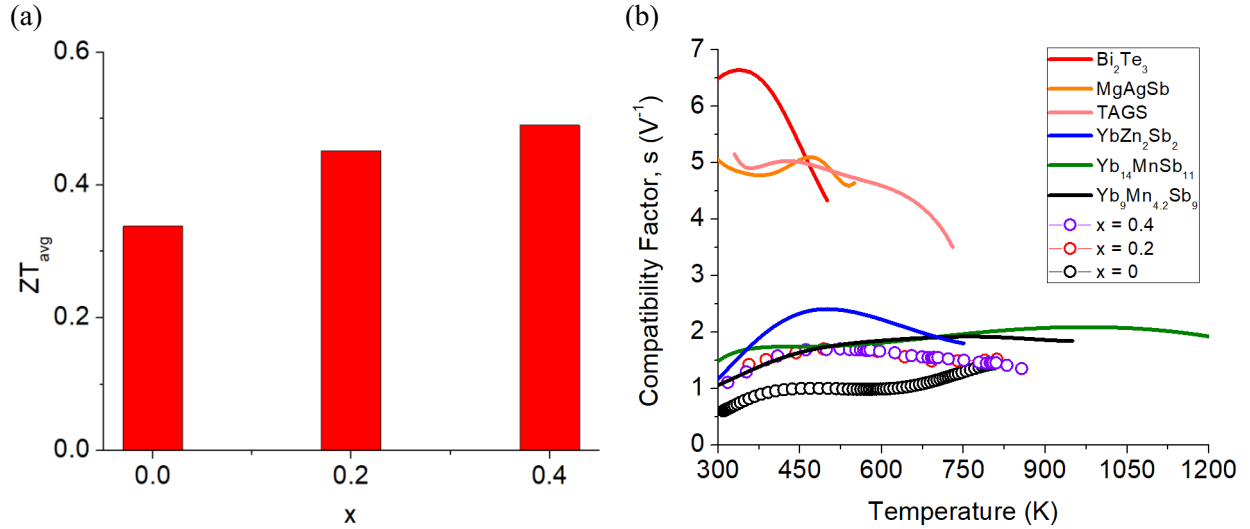 (a)
0.6
0.4
0.2
0.0
ZT_avg
0.0
0.2
0.4
x
(b)
7
6
5
4
3
2
1
0
Compatibility Factor, s (V⁻¹)
Bi₂Te₃
MgAgSb
TAGS
YbZn₂Sb₂
Yb₁₄MnSb₁₁
Yb₉Mn₄.₂Sb₉
x = 0.4
x = 0.2
x = 0
300
450
600
750
900
1050
1200
Temperature (K)